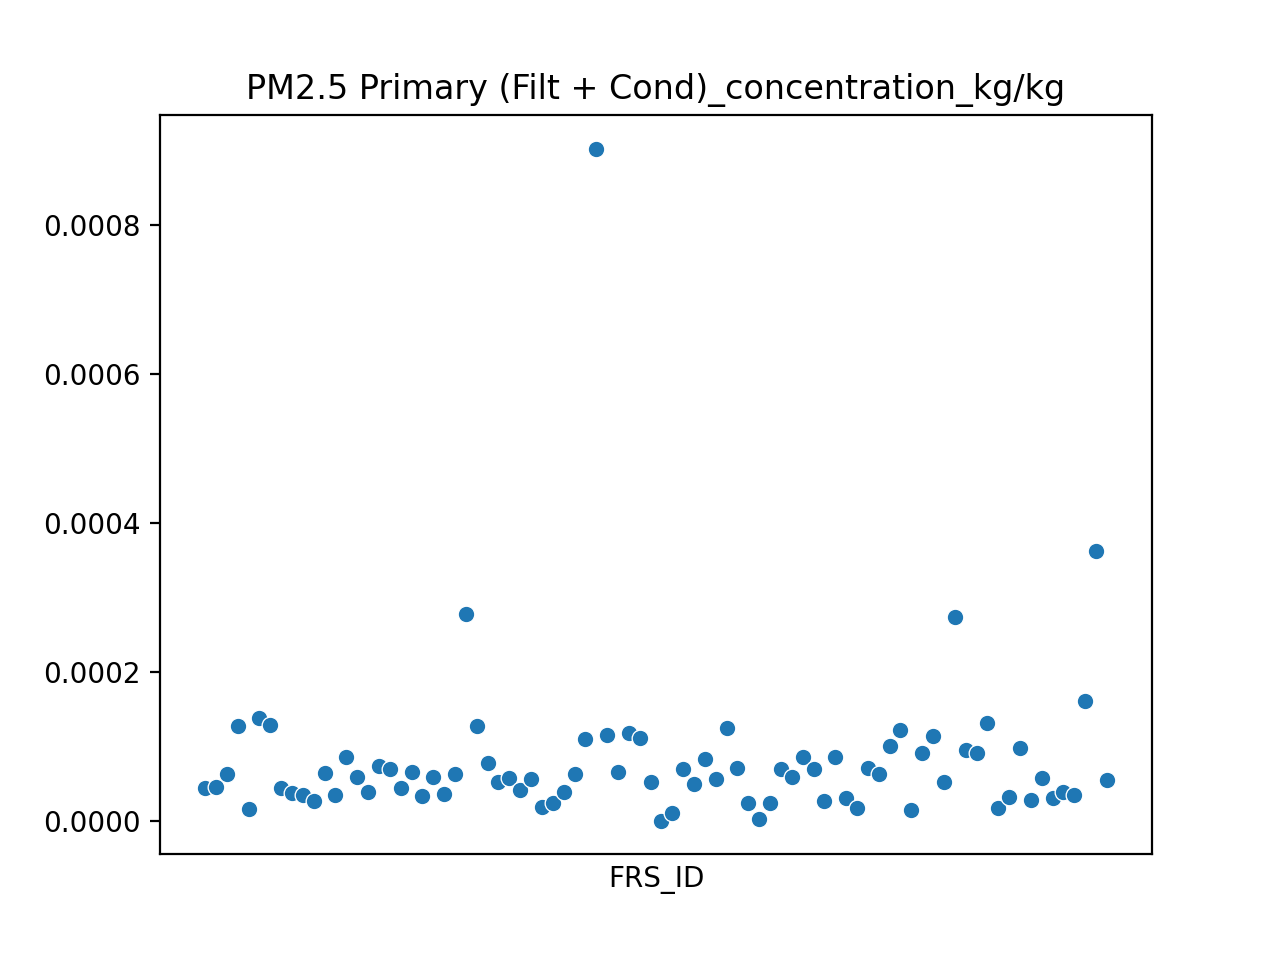 PM2.5 Primary (Filt + Cond)_concentration_kg/kg
0.0008
0.0006
0.0004
0.0002
0.0000
FRS_ID